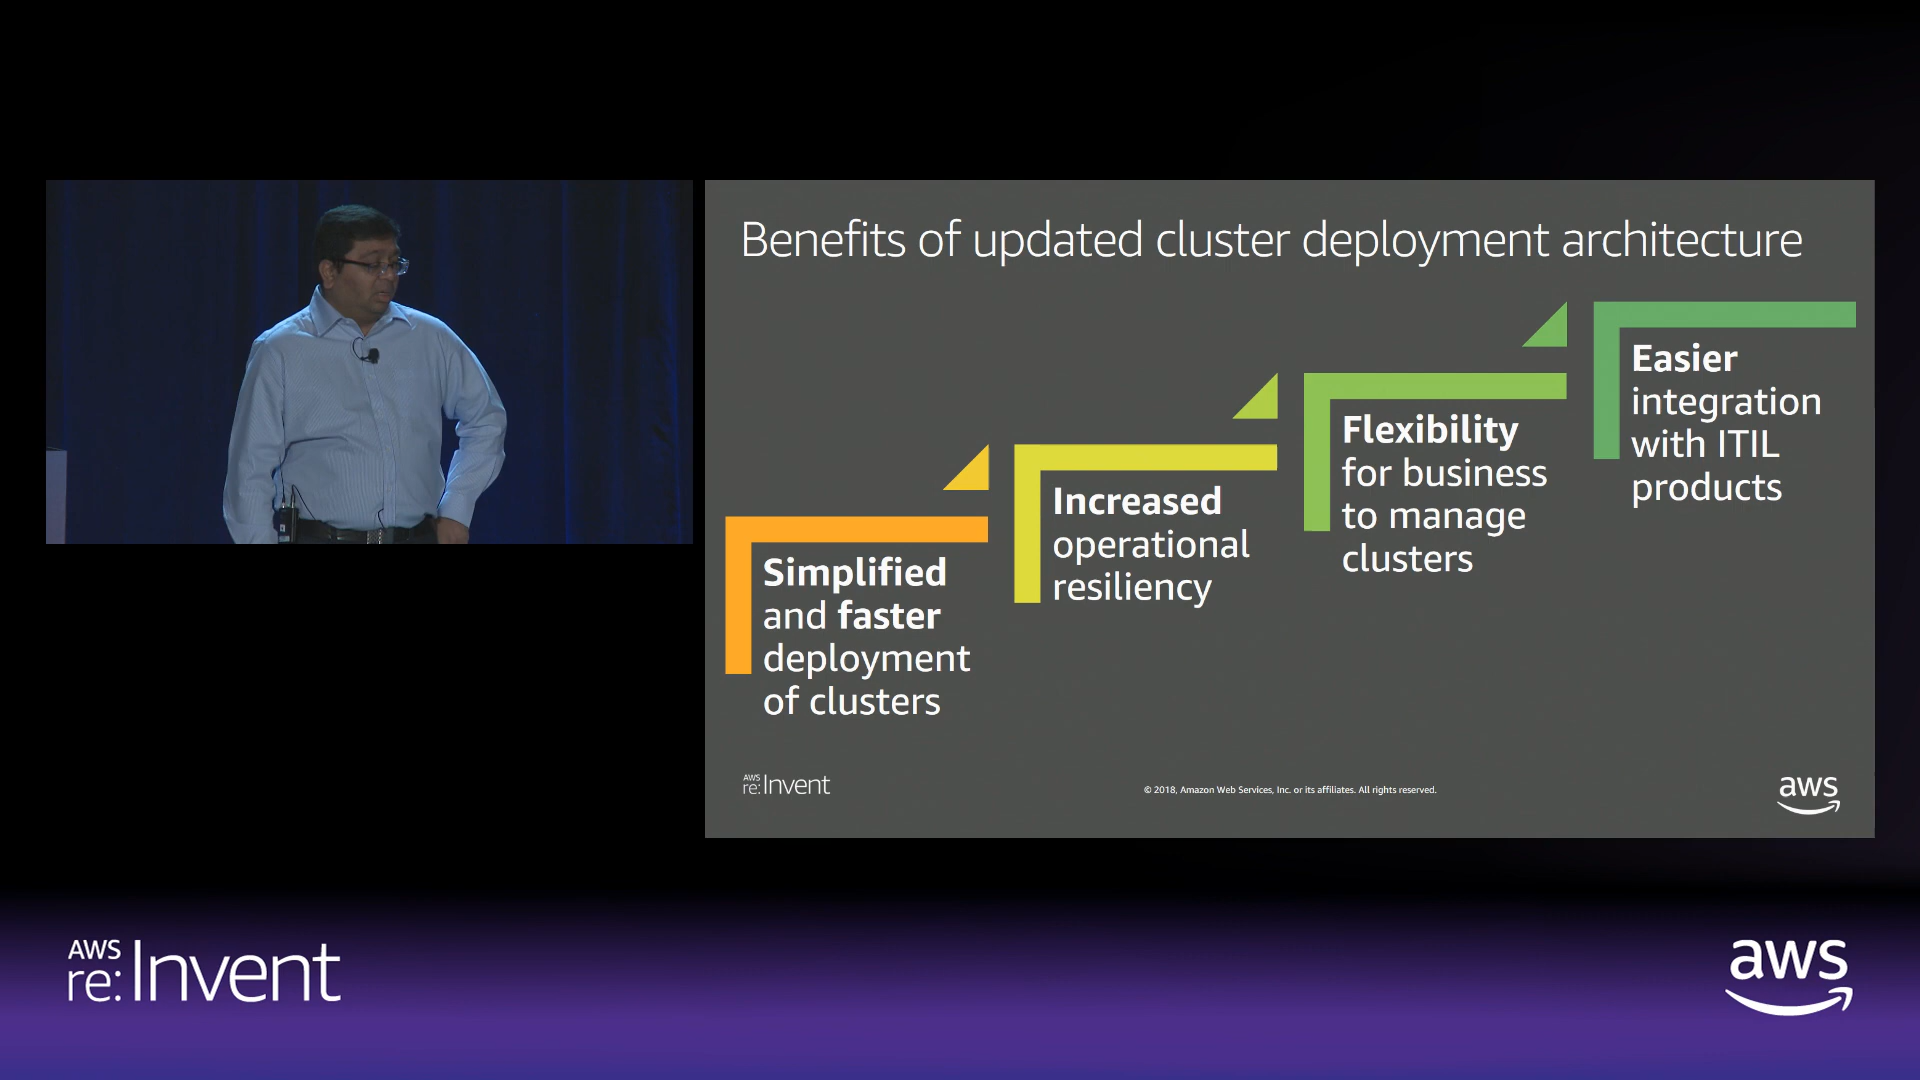 Benefits of updated cluster deployment architecture
Simplified
and faster
deployment
of clusters
Increased
operational
resiliency
Flexibility
for business
to manage
clusters
Easier
integration
with ITIL
products
AWS
re:Invent
© 2018, Amazon Web Services, Inc. or its affiliates. All rights reserved.
aws
AWS
re:Invent
aws